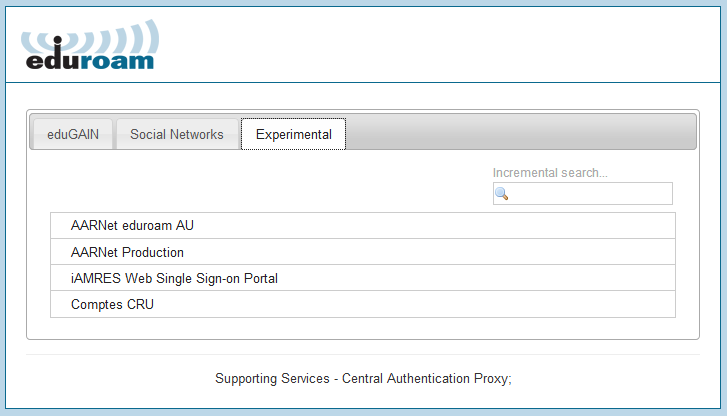 eduroam
eduGAIN Social Networks Experimental
Incremental search...
AARNet eduroam AU
AARNet Production
iAMRES Web Single Sign-on Portal
Comptes CRU
Supporting Services - Central Authentication Proxy;